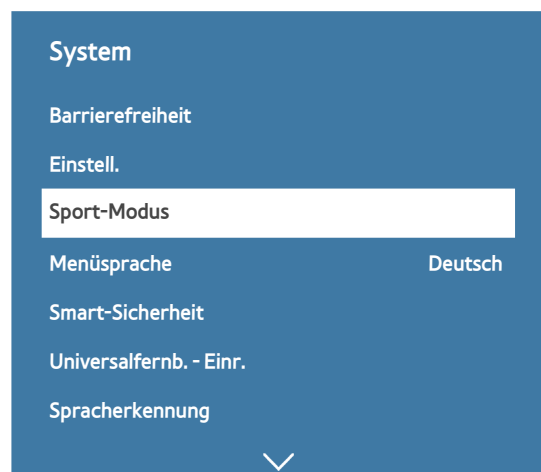 System
Barrierefreiheit
Einstell.
Sport-Modus
Menüsprache Deutsch
Smart-Sicherheit
Universalfernb. - Einr.
Spracherkennung